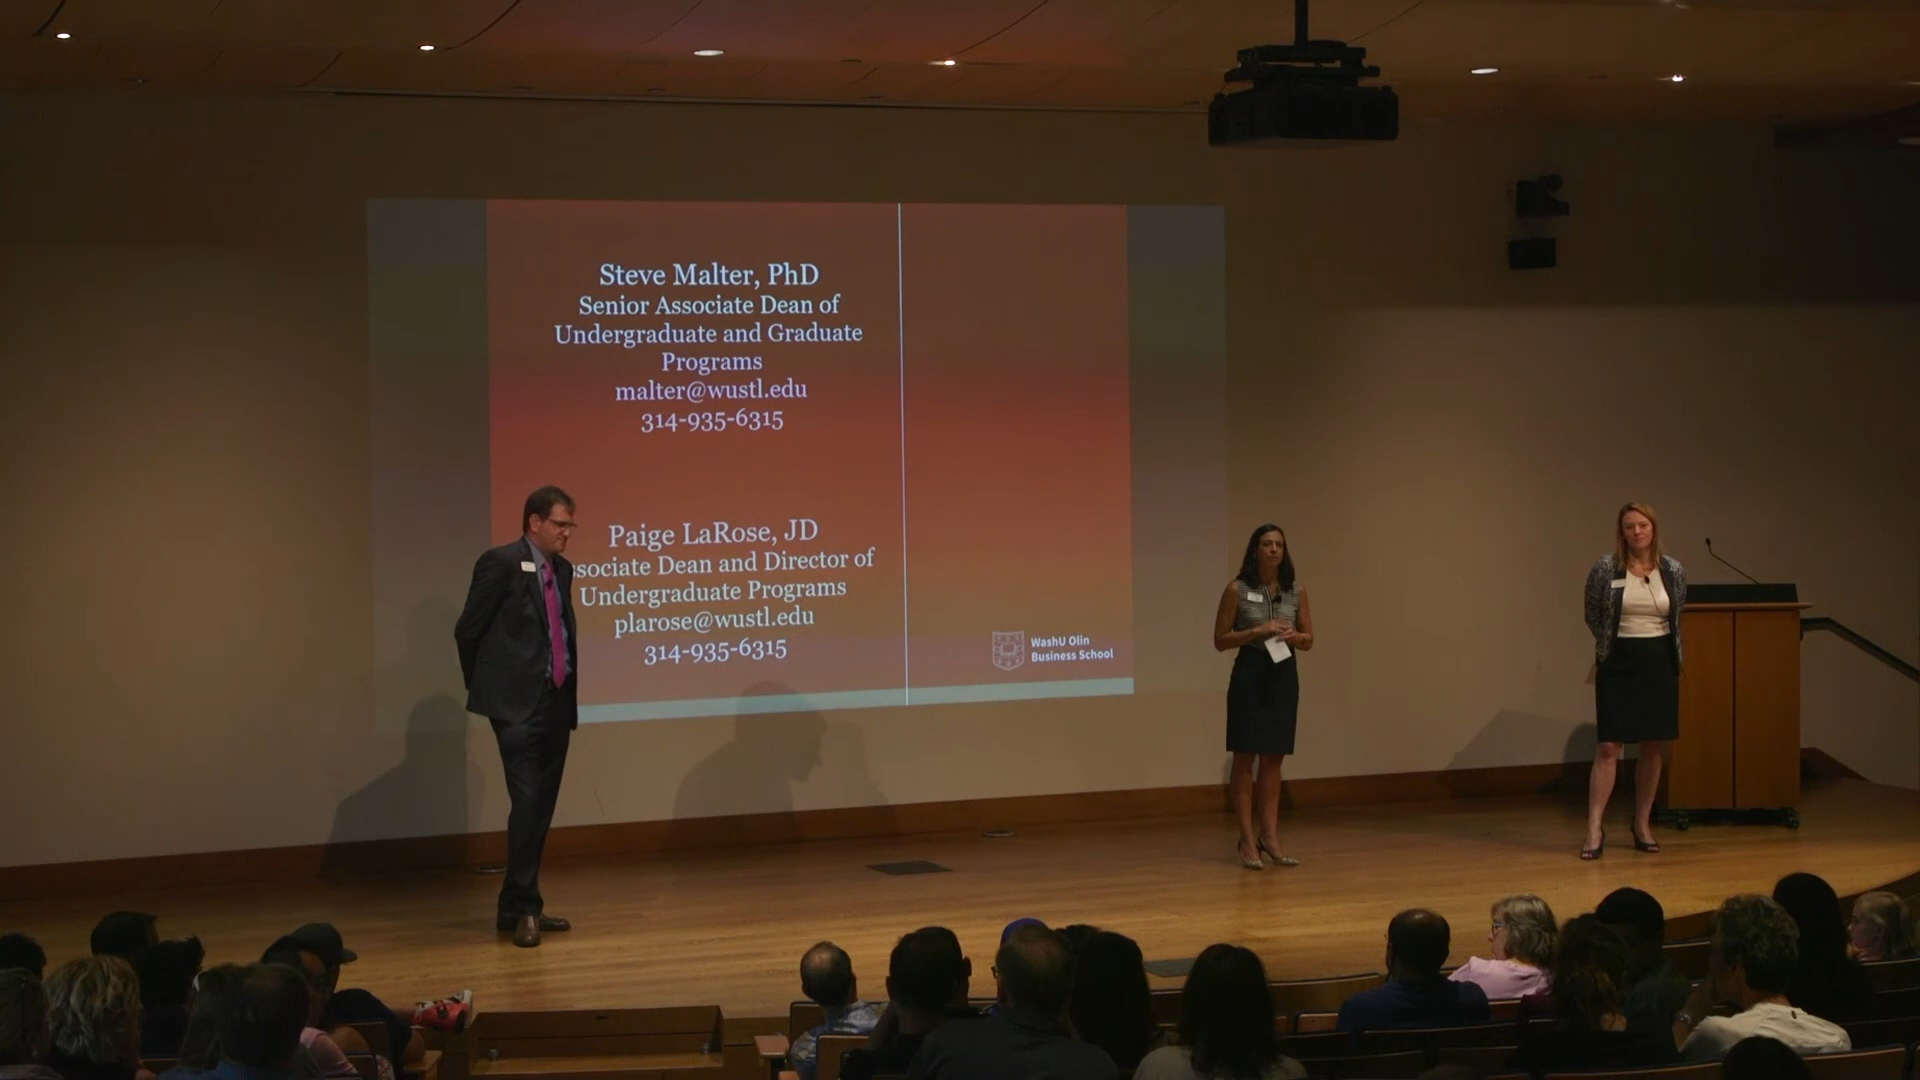 Steve Malter, PhD
Senior Associate Dean of
Undergraduate and Graduate
Programs
malter@wustl.edu
314-935-6315
Paige LaRose, JD
ssociate Dean and Director of
Undergraduate Programs
plarose@wustl.edu
314-935-6315
WashU Olin
Business School